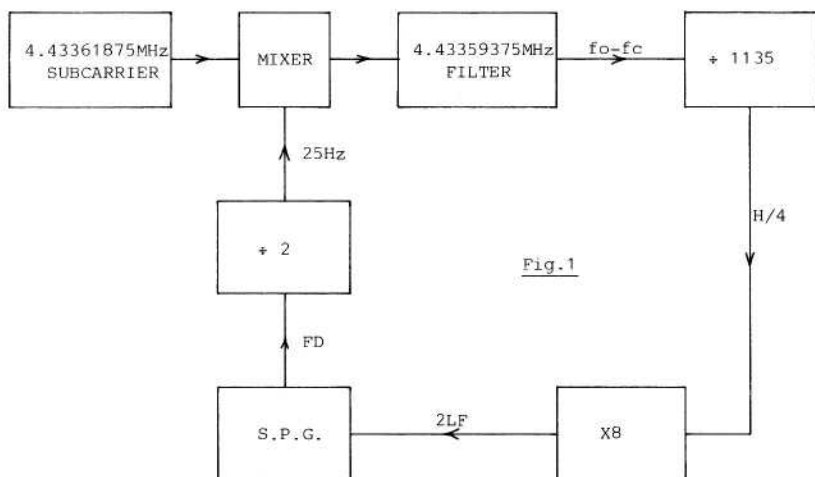 4.43361875MHz
SUBCARRIER
MIXER
4.43359375MHz
FILTER
fo-fc
÷ 1135
25Hz
H/4
÷ 2
Fig.1
FD
S.P.G.
2LF
X8